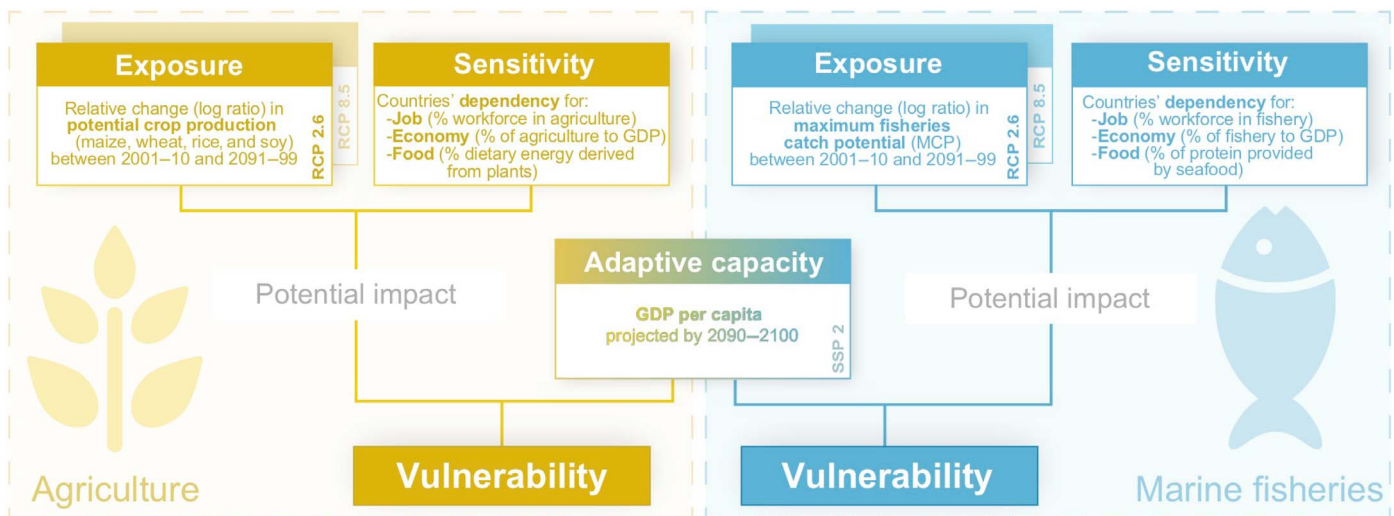 Exposure
Relative change (log ratio) in
potential crop production
(maize, wheat, rice, and soy)
between 2001–10 and 2091–99
RCP 2.6
RCP 8.5
Sensitivity
Countries' dependency for:
-Job (% workforce in agriculture)
-Economy (% of agriculture to GDP)
-Food (% dietary energy derived
from plants)
Potential impact
Agriculture
Vulnerability
Adaptive capacity
GDP per capita
projected by 2090–2100
SSP 2
Exposure
Relative change (log ratio) in
maximum fisheries
catch potential (MCP)
between 2001–10 and 2091–99
RCP 2.6
RCP 8.5
Sensitivity
Countries' dependency for:
-Job (% workforce in fishery)
-Economy (% of fishery to GDP)
-Food (% of protein provided
by seafood)
Potential impact
Vulnerability
Marine fisheries